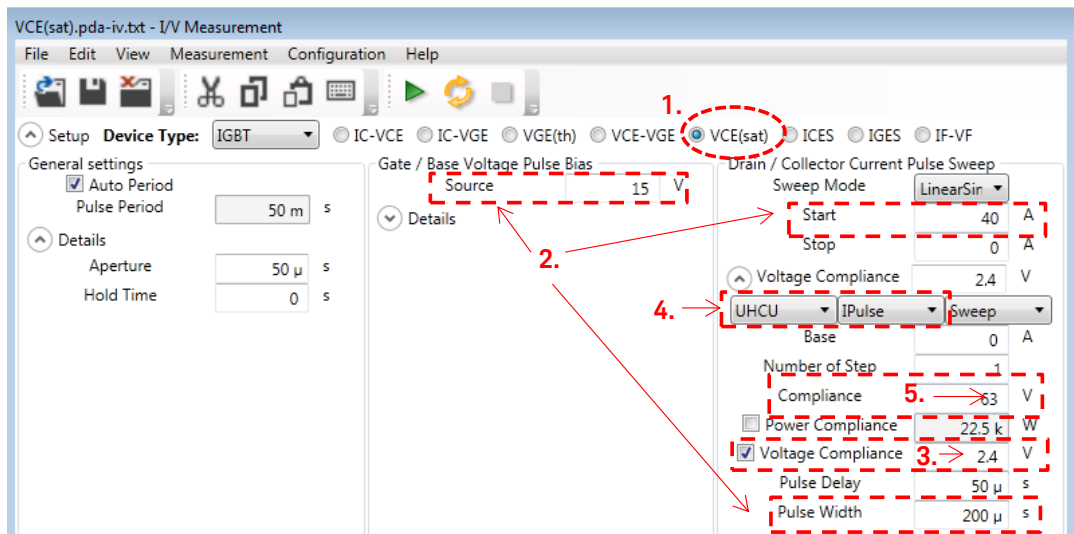 VCE(sat).pda-iv.txt - I/V Measurement
File Edit View Measurement Configuration Help
1.
Setup Device Type: IGBT IC-VCE IC-VGE VGE(th) VCE-VGE VCE(sat) ICES IGES IF-VF
General settings
Auto Period
Pulse Period 50 m s
Details
Aperture 50 µ s
Hold Time 0 s
Gate / Base Voltage Pulse Bias
Source 15 V
Details
2.
Drain / Collector Current Pulse Sweep
Sweep Mode LinearSin
Start 40 A
Stop 0 A
Voltage Compliance 2.4 V
4.
UHCU IPulse Sweep
Base 0 A
Number of Step 1
Compliance 5. 63 V
Power Compliance 22.5 k W
Voltage Compliance 3. 2.4 V
Pulse Delay 50 µ s
Pulse Width 200 µ s